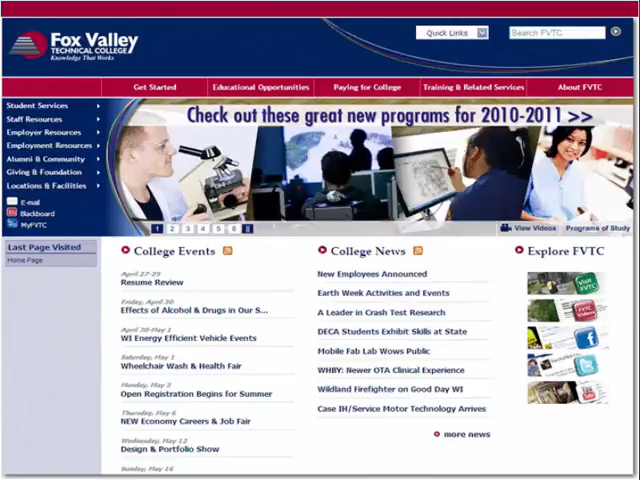 Fox Valley
TECHNICAL COLLEGE
Knowledge That Works
Quick Links
Search FVTC
Get Started
Educational Opportunities
Paying for College
Training & Related Services
About FVTC
Student Services
Staff Resources
Employer Resources
Employment Resources
Alumni & Community
Giving & Foundation
Locations & Facilities
E-mail
Blackboard
MyFVTC
Check out these great new programs for 2010-2011 >>
1 2 3 4 5 6
View Videos
Programs of Study
Last Page Visited
Home Page
College Events
April 27-29
Resume Review
Friday, April 30
Effects of Alcohol & Drugs in Our S...
April 30-May 1
WI Energy Efficient Vehicle Events
Saturday, May 1
Wheelchair Wash & Health Fair
Monday, May 3
Open Registration Begins for Summer
Thursday, May 6
NEW Economy Careers & Job Fair
Wednesday, May 12
Design & Portfolio Show
Sunday, May 16
College News
New Employees Announced
Earth Week Activities and Events
A Leader in Crash Test Research
DECA Students Exhibit Skills at State
Mobile Fab Lab Wows Public
WHBY: Newer OTA Clinical Experience
Wildland Firefighter on Good Day WI
Case IH/Service Motor Technology Arrives
more news
Explore FVTC
Visit FVTC
FVTC Videos